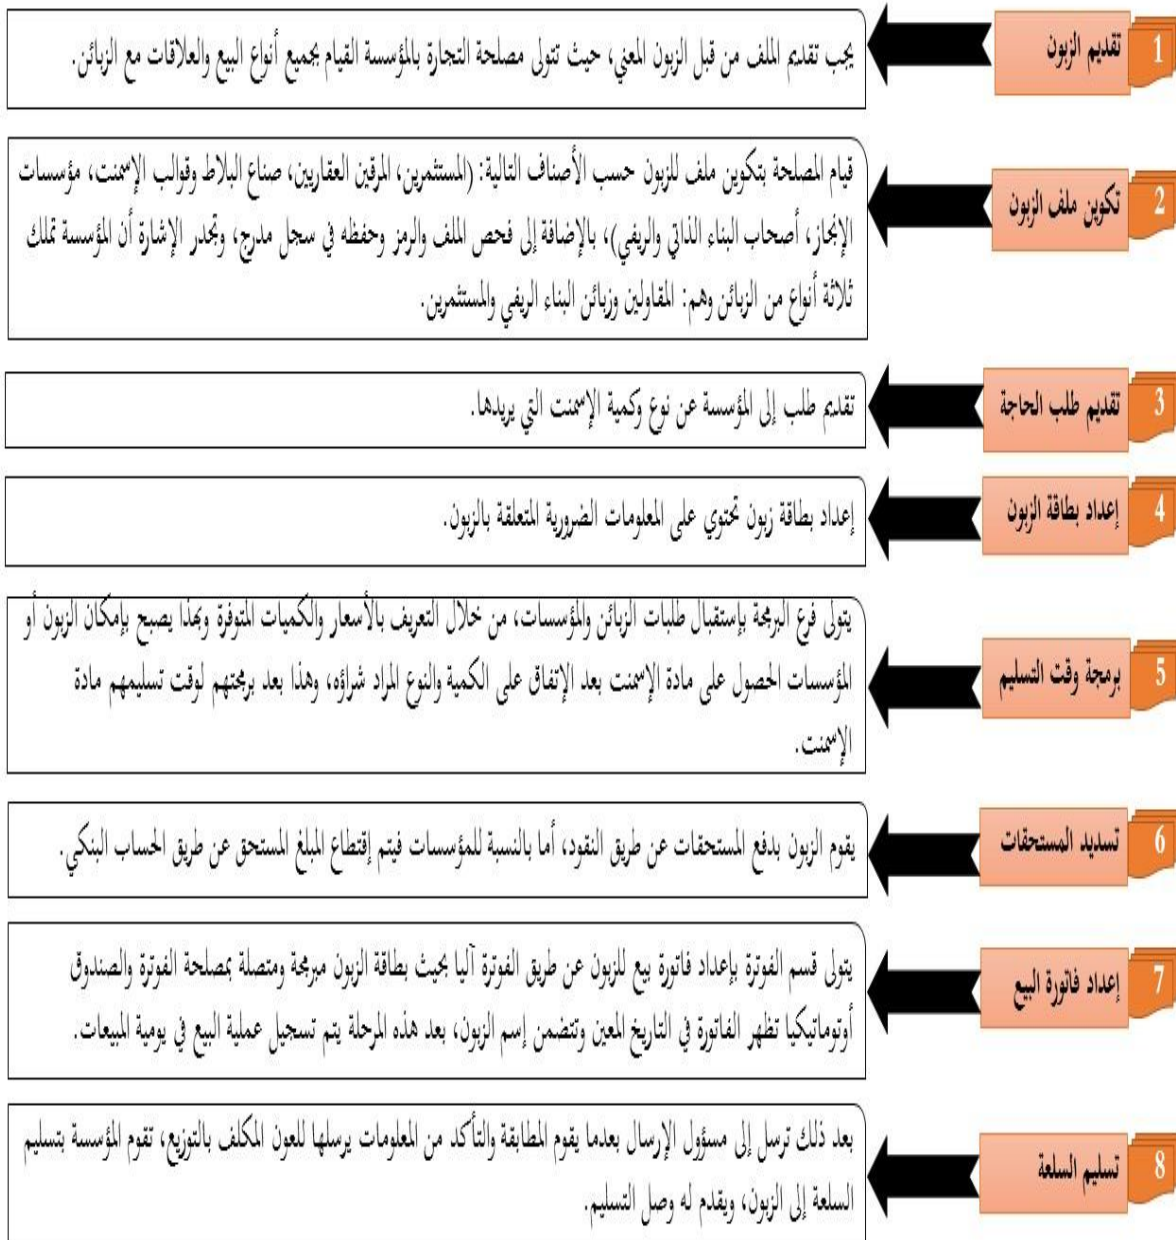 1
تقديم الزبون
يجب تقديم الملف من قبل الزبون المعني، حيث تتولى مصلحة التجارة بالمؤسسة القيام بجميع أنواع البيع والعلاقات مع الزبائن.
2
تكوين ملف الزبون
قيام المصلحة بتكوين ملف للزبون حسب الأصناف التالية: (المستثمرين، المرقين العقاريين، صناع البلاط وقوالب الإسمنت، مؤسسات
الإنجاز، أصحاب البناء الذاتي والريفي)، بالإضافة إلى فحص الملف والرمز وحفظه في سجل مدرج، وتجدر الإشارة أن المؤسسة تملك
ثلاثة أنواع من الزبائن وهم: المقاولين وزبائن البناء الريفي والمستثمرين.
3
تقديم طلب الحاجة
تقديم طلب إلى المؤسسة عن نوع وكمية الإسمنت التي يريدها.
4
إعداد بطاقة الزبون
إعداد بطاقة زبون تحتوي على المعلومات الضرورية المتعلقة بالزبون.
5
برمجة وقت التسليم
يتولى فرع البرمجة بإستقبال طلبات الزبائن والمؤسسات، من خلال التعريف بالأسعار والكميات المتوفرة وبهذا يصبح بإمكان الزبون أو
المؤسسات الحصول على مادة الإسمنت بعد الإتفاق على الكمية والنوع المراد شراؤه، وهذا بعد برمجتهم لوقت تسليمهم مادة
الإسمنت.
6
تسديد المستحقات
يقوم الزبون بدفع المستحقات عن طريق النقود، أما بالنسبة للمؤسسات فيتم إقتطاع المبلغ المستحق عن طريق الحساب البنكي.
7
إعداد فاتورة البيع
يتولى قسم الفوترة بإعداد فاتورة بيع للزبون عن طريق الفوترة آليا بحيث بطاقة الزبون مبرمجة ومتصلة بمصلحة الفوترة والصندوق
أوتوماتيكيا تظهر الفاتورة في التاريخ المعين وتتضمن إسم الزبون، بعد هذه المرحلة يتم تسجيل عملية البيع في يومية المبيعات.
8
تسليم السلعة
بعد ذلك ترسل إلى مسؤول الإرسال بعدما يقوم المطابقة والتأكد من المعلومات يرسلها للعون المكلف بالتوزيع، تقوم المؤسسة بتسليم
السلعة إلى الزبون، ويقدم له وصل التسليم.